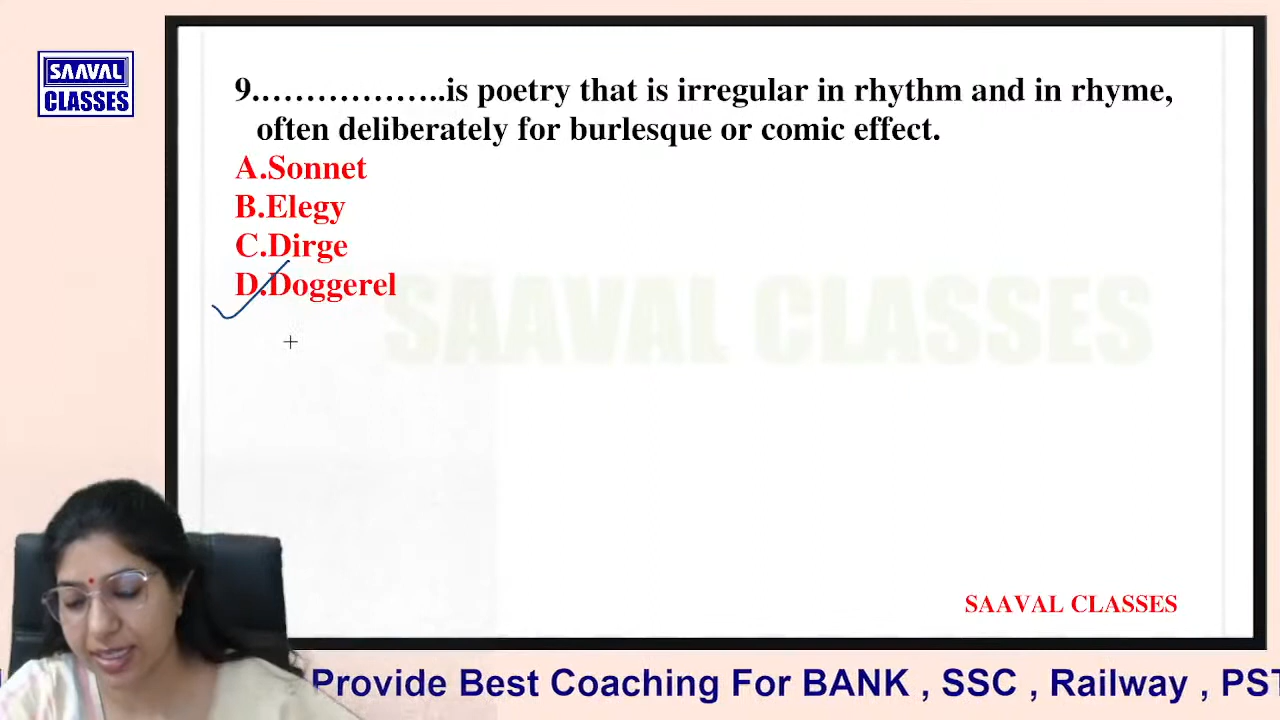 SAAVAL
CLASSES
9.………………..is poetry that is irregular in rhythm and in rhyme,
often deliberately for burlesque or comic effect.
A.Sonnet
B.Elegy
C.Dirge
D.Doggerel
SAAVAL CLASSES
SAAVAL CLASSES
Provide Best Coaching For BANK , SSC , Railway , PST